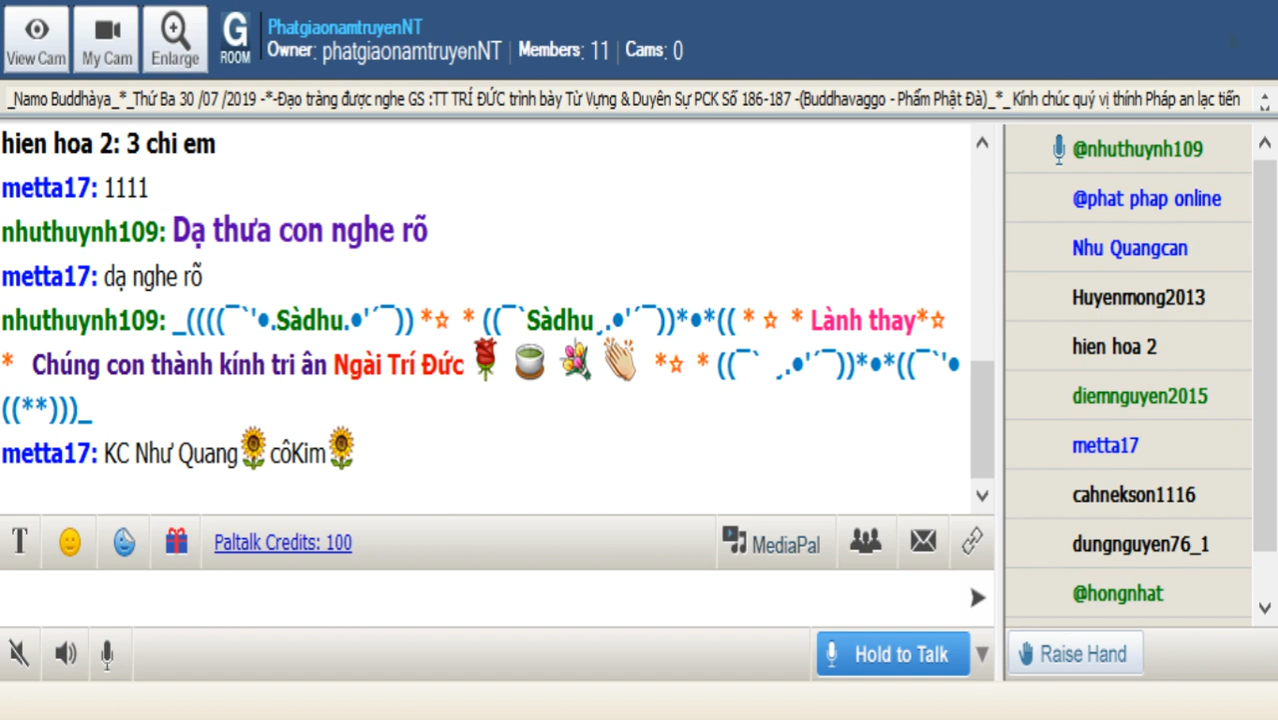 View Cam
My Cam
Enlarge
G
ROOM
PhatgiaonamtruyenNT
Owner: phatgiaonamtruyenNT | Members: 11 | Cams: 0
_Namo Buddhàya_*_Thứ Ba 30 /07 /2019 -*-Đạo tràng được nghe GS :TT TRÍ ĐỨC trình bày Từ Vựng & Duyên Sự PCK Số 186-187 -(Buddhavaggo - Phẩm Phật Đà)_*_ Kính chúc quý vị thính Pháp an lạc tiến
hien hoa 2: 3 chi em
metta17: 1111
nhuthuynh109: Dạ thưa con nghe rõ
metta17: dạ nghe rõ
nhuthuynh109: _((((¯`'•.Sàdhu.•'´¯)) *☆ * ((¯`Sàdhu¸.•'´¯))*•*(( * ☆ * Lành thay*☆
* Chúng con thành kính tri ân Ngài Trí Đức 🌹 🍵 💐 👏 *☆ * ((¯` ¸.•'´¯))*•*((¯`'•
((**)))_
metta17: KC Như Quang🌻côKim🌻
Paltalk Credits: 100
MediaPal
Hold to Talk
@nhuthuynh109
@phat phap online
Nhu Quangcan
Huyenmong2013
hien hoa 2
diemnguyen2015
metta17
cahnekson1116
dungnguyen76_1
@hongnhat
Raise Hand